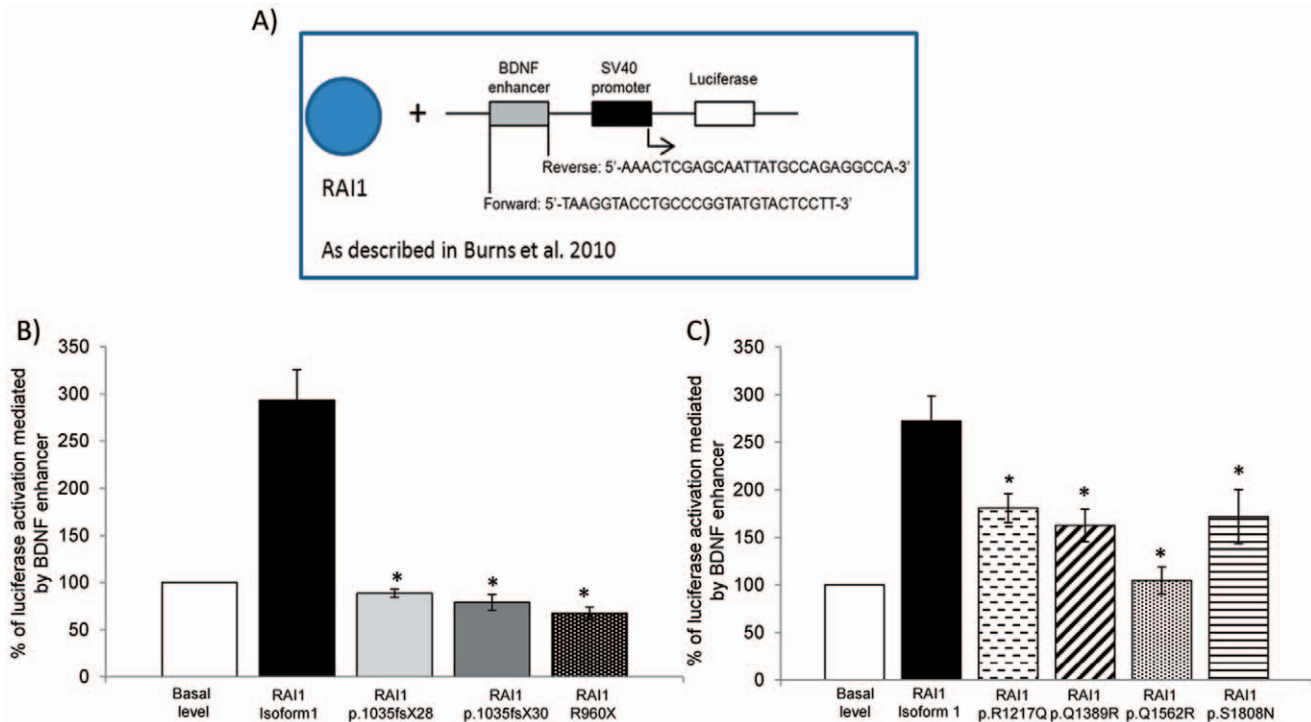 A)
BDNF
enhancer
SV40
promoter
Luciferase
+
RAI1
Reverse: 5'-AAACTCGAGCAATTATGCCAGAGGCCA-3'
Forward: 5'-TAAGGTACCTGCCCGGTATGTACTCCTT-3'
As described in Burns et al. 2010
B)
% of luciferase activation mediated
by BDNF enhancer
350
300
250
200
150
100
50
0
*
*
*
Basal
level
RAI1
Isoform1
RAI1
p.1035fsX28
RAI1
p.1035fsX30
RAI1
R960X
C)
% of luciferase activation mediated
by BDNF enhancer
350
300
250
200
150
100
50
0
*
*
*
*
Basal
level
RAI1
Isoform 1
RAI1
p.R1217Q
RAI1
p.Q1389R
RAI1
p.Q1562R
RAI1
p.S1808N